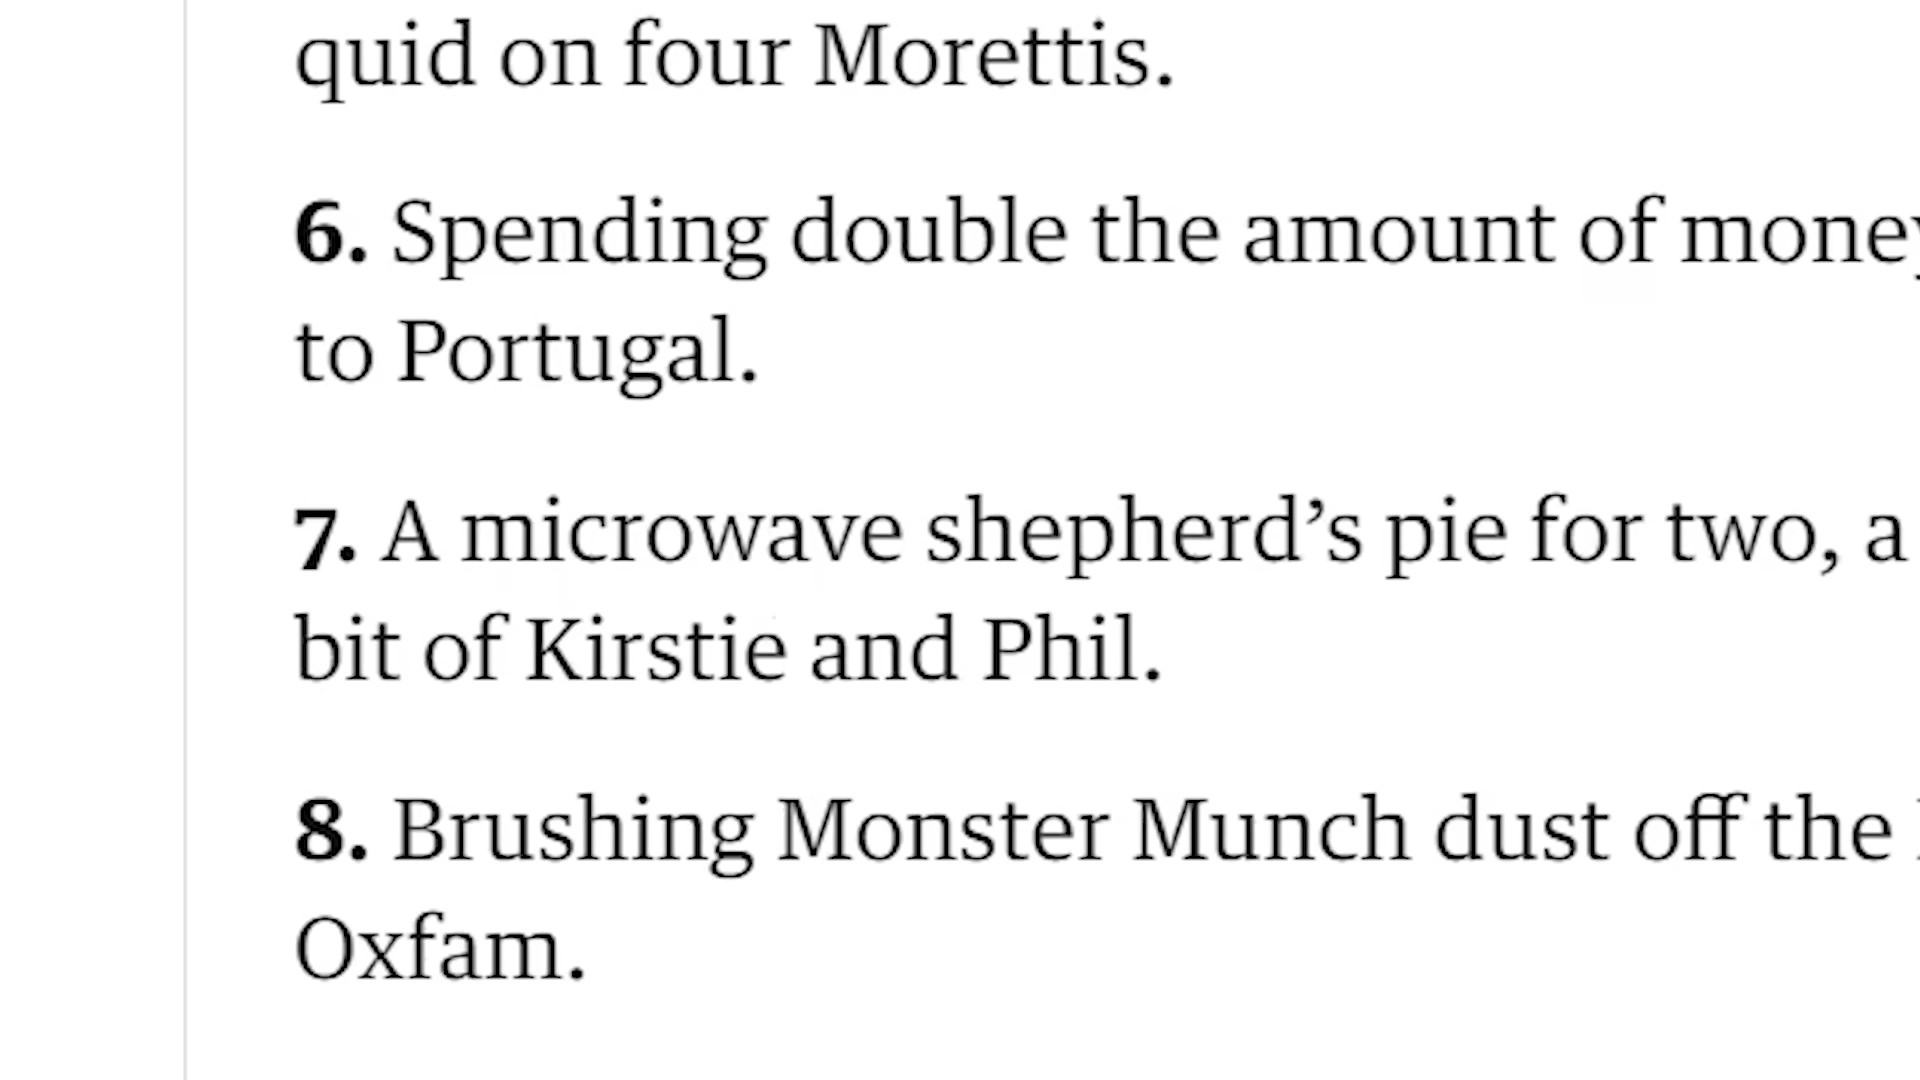 quid on four Morettis.
6. Spending double the amount of money
to Portugal.
7. A microwave shepherd’s pie for two, a
bit of Kirstie and Phil.
8. Brushing Monster Munch dust off the
Oxfam.